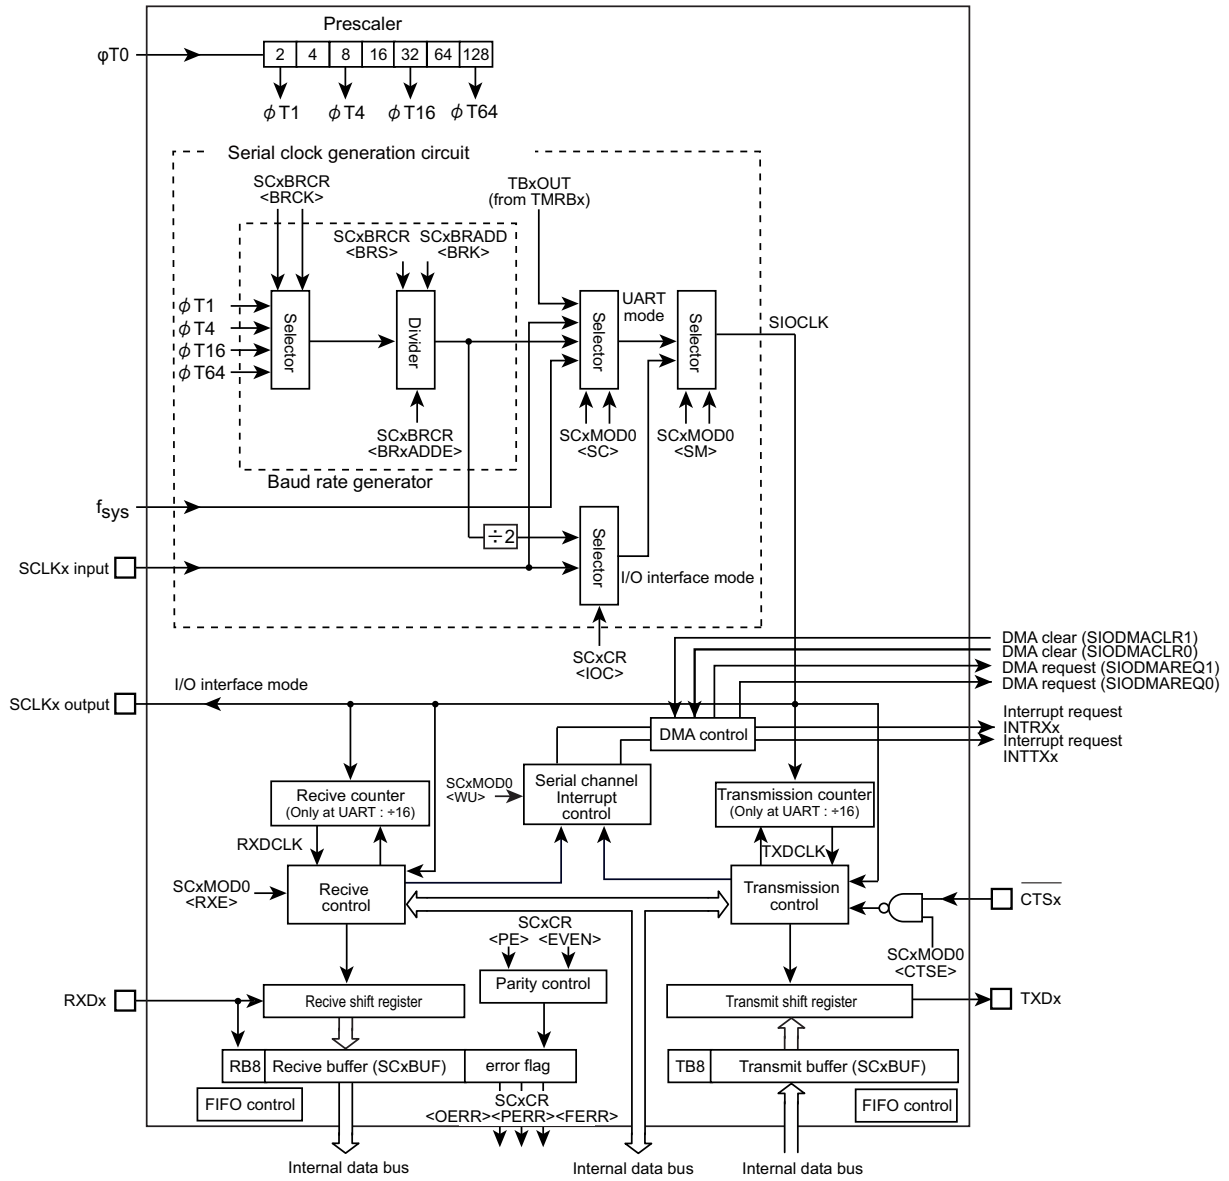 Prescaler
φT0
2 4 8 16 32 64 128
ϕT1 ϕT4 ϕT16 ϕT64
Serial clock generation circuit
SCxBRCR
<BRCK>
TBxOUT
(from TMRBx)
SCxBRCR
<BRS>
SCxBRADD
<BRK>
ϕT1
ϕT4
ϕT16
ϕT64
Selector
Divider
Selector
UART
mode
Selector
SIOCLK
SCxBRCR
<BRxADDE>
SCxMOD0
<SC>
SCxMOD0
<SM>
Baud rate generator
fsys
÷2
Selector
SCLKx input
I/O interface mode
SCxCR
<IOC>
DMA clear (SIODMACLR1)
DMA clear (SIODMACLR0)
DMA request (SIODMAREQ1)
DMA request (SIODMAREQ0)
I/O interface mode
SCLKx output
Interrupt request
INTRXx
Interrupt request
INTTXx
DMA control
SCxMOD0
<WU>
Serial channel
Interrupt
control
Recive counter
(Only at UART : ÷16)
Transmission counter
(Only at UART : ÷16)
RXDCLK
TXDCLK
SCxMOD0
<RXE>
Recive
control
Transmission
control
CTSx
SCxCR
<PE> <EVEN>
SCxMOD0
<CTSE>
Parity control
RXDx
Recive shift register
Transmit shift register
TXDx
RB8 Recive buffer (SCxBUF) error flag
TB8 Transmit buffer (SCxBUF)
FIFO control
SCxCR
<OERR><PERR><FERR>
FIFO control
Internal data bus
Internal data bus
Internal data bus